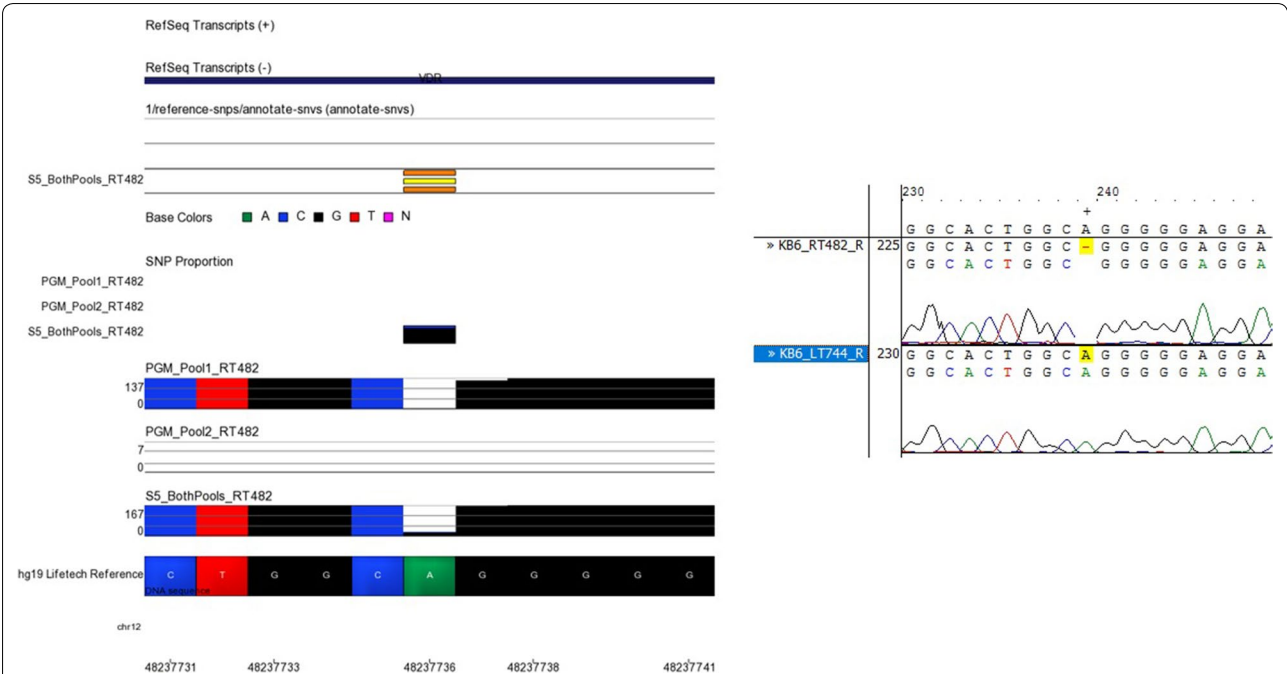 RefSeq Transcripts (+)
RefSeq Transcripts (-)
VDR
1/reference-snps/annotate-snvs (annotate-snvs)
S5_BothPools_RT482
Base Colors A C G T N
SNP Proportion
PGM_Pool1_RT482
PGM_Pool2_RT482
S5_BothPools_RT482
PGM_Pool1_RT482
137
0
PGM_Pool2_RT482
7
0
S5_BothPools_RT482
167
0
hg19 Lifetech Reference C T G G C A G G G G G
DNA sequence
chr12
48237731 48237733 48237736 48237738 48237741
230 240
+
G G C A C T G G C A G G G G G A G G A
» KB6_RT482_R 225 G G C A C T G G C - G G G G G A G G A
G G C A C T G G C G G G G G A G G A
» KB6_LT744_R 230 G G C A C T G G C A G G G G G A G G A
G G C A C T G G C A G G G G G A G G A